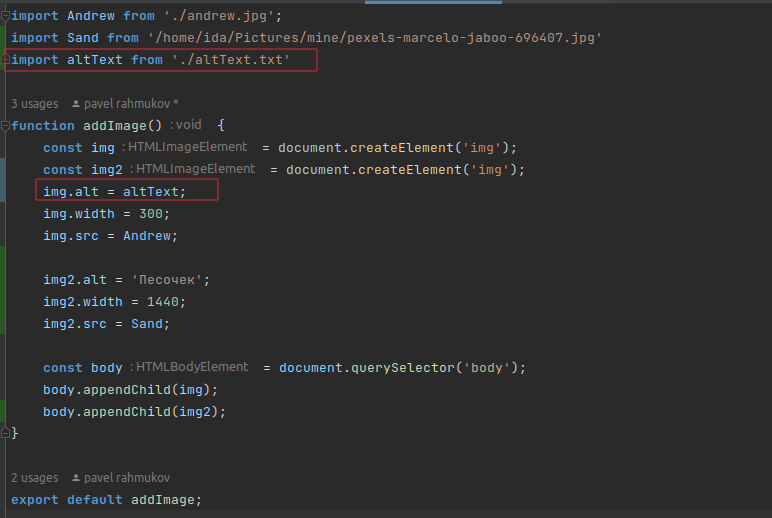 import Andrew from './andrew.jpg';
import Sand from '/home/ida/Pictures/mine/pexels-marcelo-jaboo-696407.jpg'
import altText from './altText.txt'
3 usages pavel rahmukov *
function addImage() : void {
const img : HTMLImageElement = document.createElement('img');
const img2 : HTMLImageElement = document.createElement('img');
img.alt = altText;
img.width = 300;
img.src = Andrew;
img2.alt = 'Песочек';
img2.width = 1440;
img2.src = Sand;
const body : HTMLBodyElement = document.querySelector('body');
body.appendChild(img);
body.appendChild(img2);
}
2 usages pavel rahmukov
export default addImage;